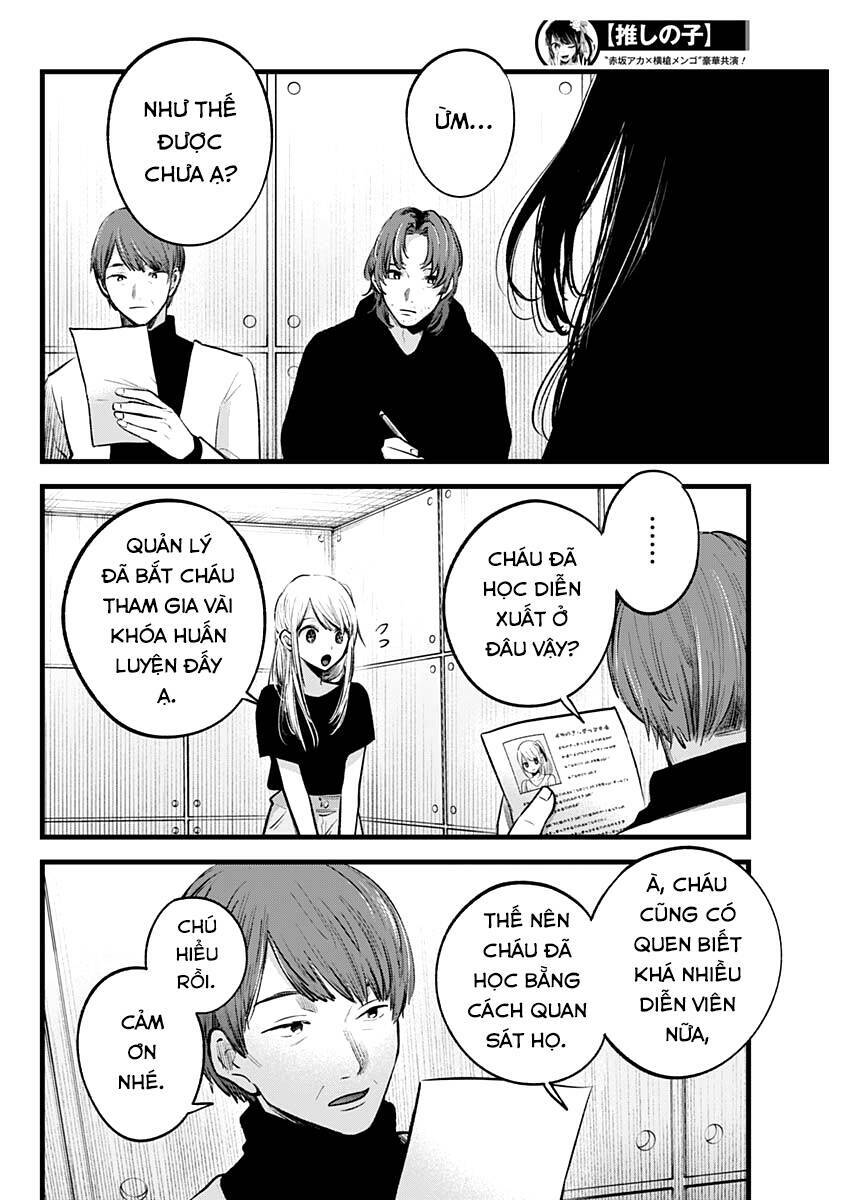 【推しの子】
“赤坂アカ×横槍メンゴ”豪華共演！
ỪM...
NHƯ THẾ
ĐƯỢC
CHƯA Ạ?
......
CHÁU ĐÃ
HỌC DIỄN
XUẤT Ở
ĐÂU VẬY?
QUẢN LÝ
ĐÃ BẮT CHÁU
THAM GIA VÀI
KHÓA HUẤN
LUYỆN ĐẤY
Ạ.
À, CHÁU
CŨNG CÓ
QUEN BIẾT
KHÁ NHIỀU
DIỄN VIÊN
NỮA,
THẾ NÊN
CHÁU ĐÃ
HỌC BẰNG
CÁCH QUAN
SÁT HỌ.
CHÚ
HIỂU
RỒI.
CẢM
ƠN
NHÉ.